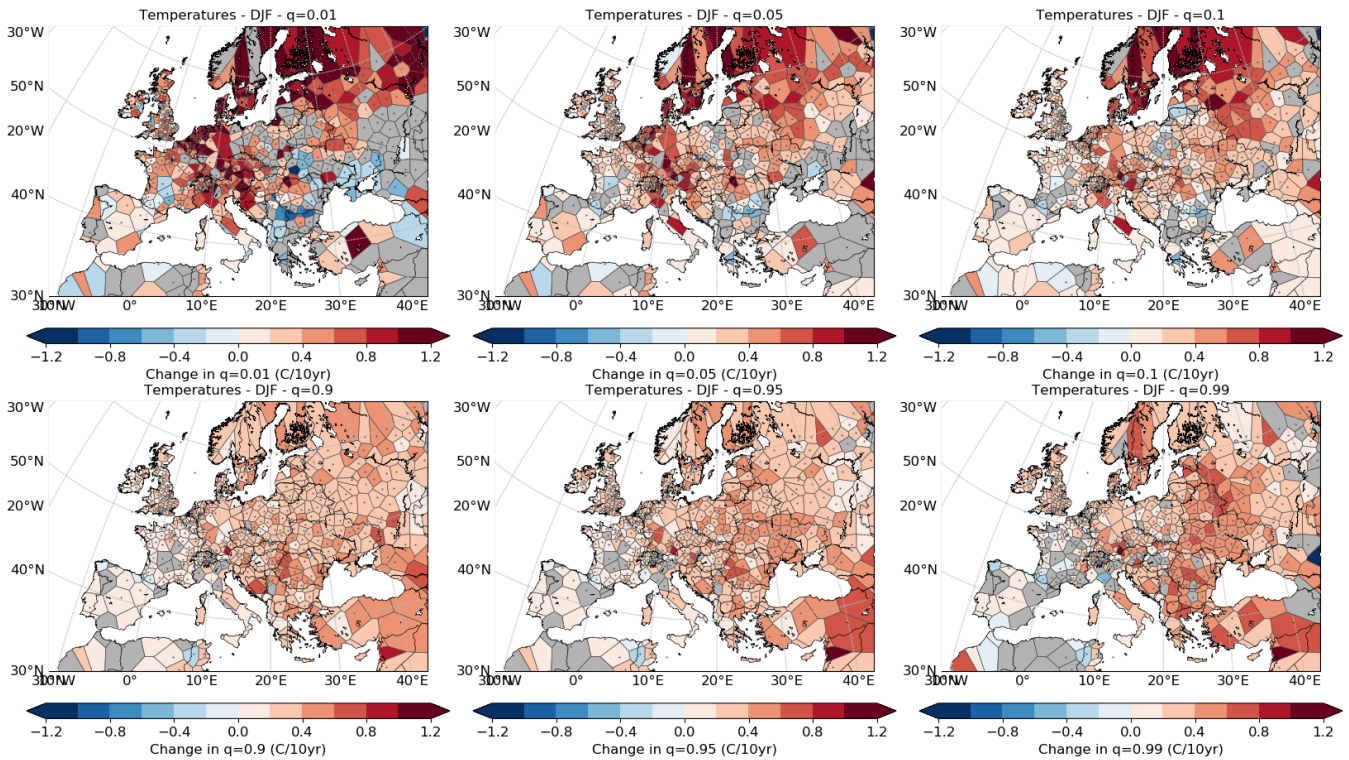 Temperatures - DJF - q=0.01
Temperatures - DJF - q=0.05
Temperatures - DJF - q=0.1
30°W
50°N
20°W
40°N
30°N
10°W
0°
10°E
20°E
30°E
40°E
30°W
50°N
20°W
40°N
30°N
10°W
0°
10°E
20°E
30°E
40°E
30°W
50°N
20°W
40°N
30°N
10°W
0°
10°E
20°E
30°E
40°E
−1.2 −0.8 −0.4 0.0 0.4 0.8 1.2
−1.2 −0.8 −0.4 0.0 0.4 0.8 1.2
−1.2 −0.8 −0.4 0.0 0.4 0.8 1.2
Change in q=0.01 (C/10yr)
Change in q=0.05 (C/10yr)
Change in q=0.1 (C/10yr)
Temperatures - DJF - q=0.9
Temperatures - DJF - q=0.95
Temperatures - DJF - q=0.99
30°W
50°N
20°W
40°N
30°N
10°W
0°
10°E
20°E
30°E
40°E
30°W
50°N
20°W
40°N
30°N
10°W
0°
10°E
20°E
30°E
40°E
30°W
50°N
20°W
40°N
30°N
10°W
0°
10°E
20°E
30°E
40°E
−1.2 −0.8 −0.4 0.0 0.4 0.8 1.2
−1.2 −0.8 −0.4 0.0 0.4 0.8 1.2
−1.2 −0.8 −0.4 0.0 0.4 0.8 1.2
Change in q=0.9 (C/10yr)
Change in q=0.95 (C/10yr)
Change in q=0.99 (C/10yr)